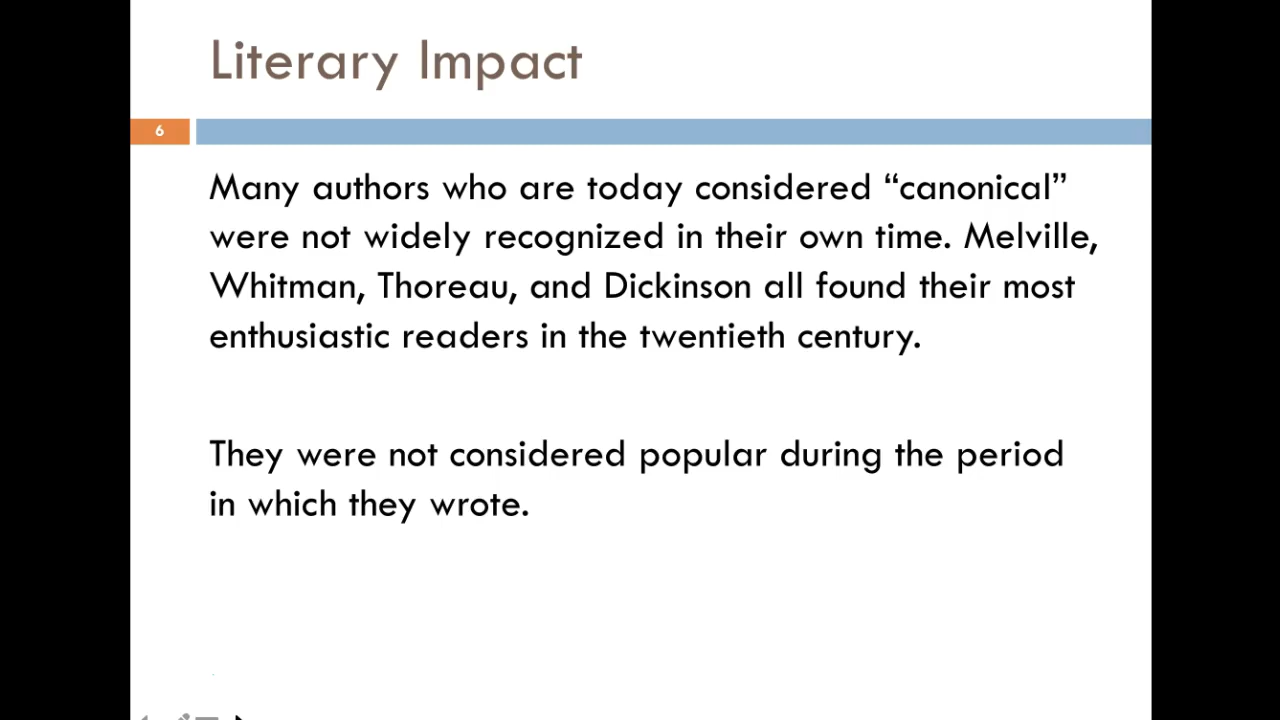 Literary Impact
6
Many authors who are today considered “canonical”
were not widely recognized in their own time. Melville,
Whitman, Thoreau, and Dickinson all found their most
enthusiastic readers in the twentieth century.
They were not considered popular during the period
in which they wrote.